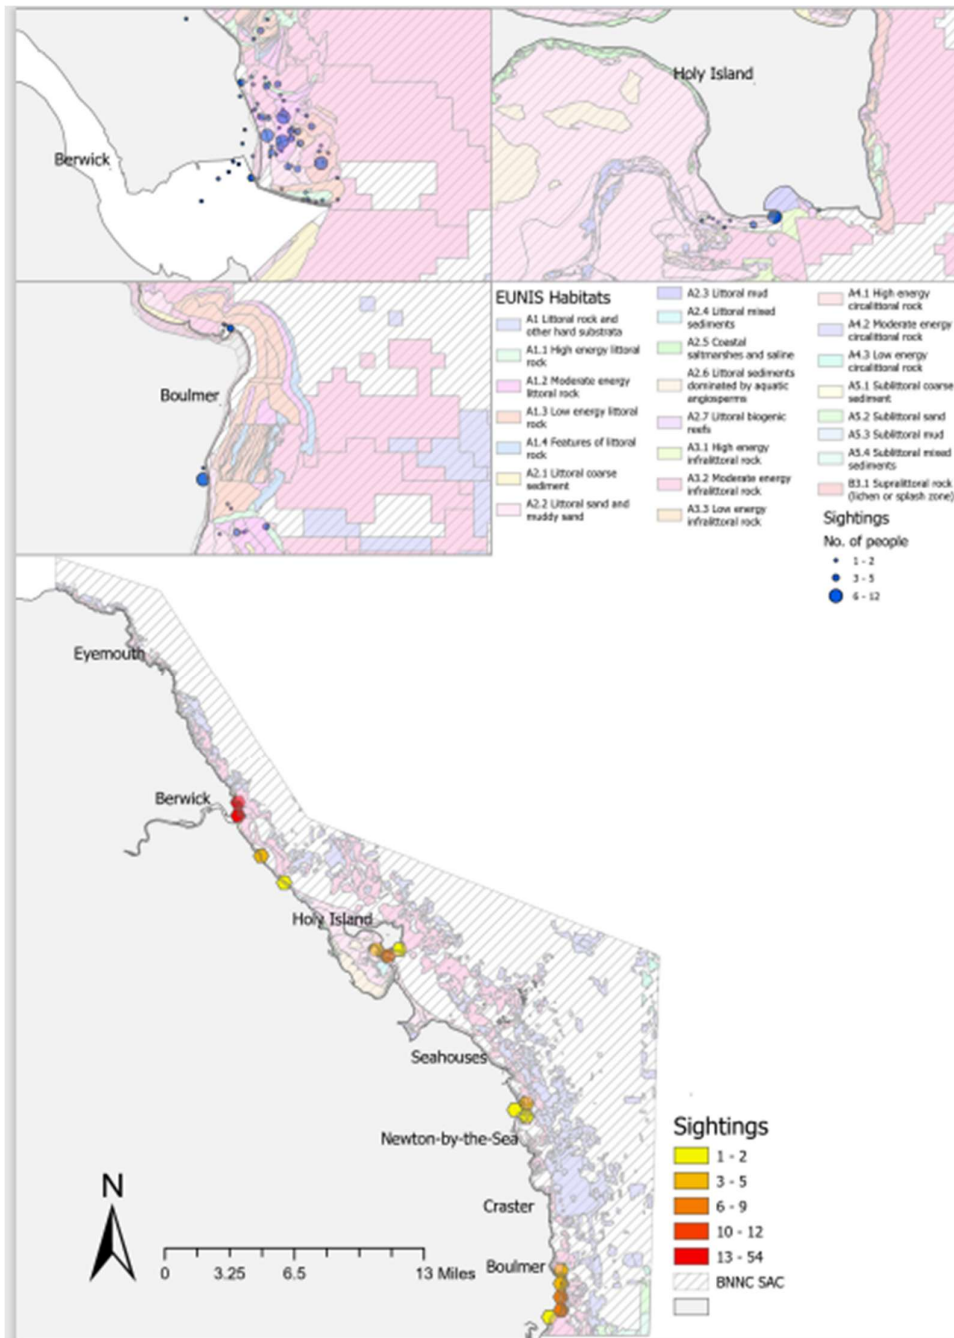 Berwick
Holy Island
Boulmer
EUNIS Habitats
A1 Littoral rock and
other hard substrata
A1.1 High energy littoral
rock
A1.2 Moderate energy
littoral rock
A1.3 Low energy littoral
rock
A1.4 Features of littoral
rock
A2.1 Littoral coarse
sediment
A2.2 Littoral sand and
muddy sand
A2.3 Littoral mud
A2.4 Littoral mixed
sediments
A2.5 Coastal
saltmarshes and saline
A2.6 Littoral sediments
dominated by aquatic
angiosperms
A2.7 Littoral biogenic
reefs
A3.1 High energy
infralittoral rock
A3.2 Moderate energy
infralittoral rock
A3.3 Low energy
infralittoral rock
A4.1 High energy
circalittoral rock
A4.2 Moderate energy
circalittoral rock
A4.3 Low energy
circalittoral rock
A5.1 Sublittoral coarse
sediment
A5.2 Sublittoral sand
A5.3 Sublittoral mud
A5.4 Sublittoral mixed
sediments
B3.1 Supralittoral rock
(lichen or splash zone)
Sightings
No. of people
1 - 2
3 - 5
6 - 12
Eyemouth
Berwick
Holy Island
Seahouses
Newton-by-the-Sea
Craster
Boulmer
N
0 3.25 6.5 13 Miles
Sightings
1 - 2
3 - 5
6 - 9
10 - 12
13 - 54
BNNC SAC